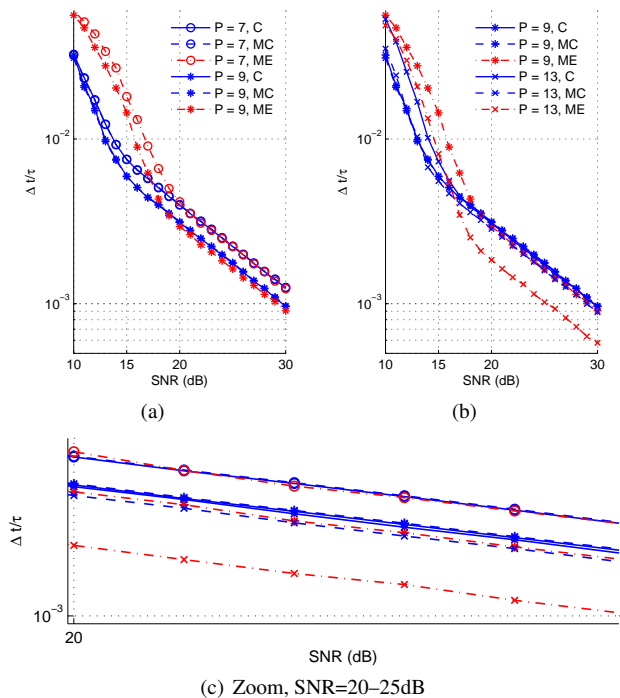 P = 7, C
P = 7, MC
P = 7, ME
P = 9, C
P = 9, MC
P = 9, ME
10⁻²
10⁻³
Δ t/τ
10 15 20 30
SNR (dB)
(a)
P = 9, C
P = 9, MC
P = 9, ME
P = 13, C
P = 13, MC
P = 13, ME
10⁻²
10⁻³
Δ t/τ
10 15 20 30
SNR (dB)
(b)
Δ t/τ
10⁻³
20
SNR (dB)
(c) Zoom, SNR=20–25dB